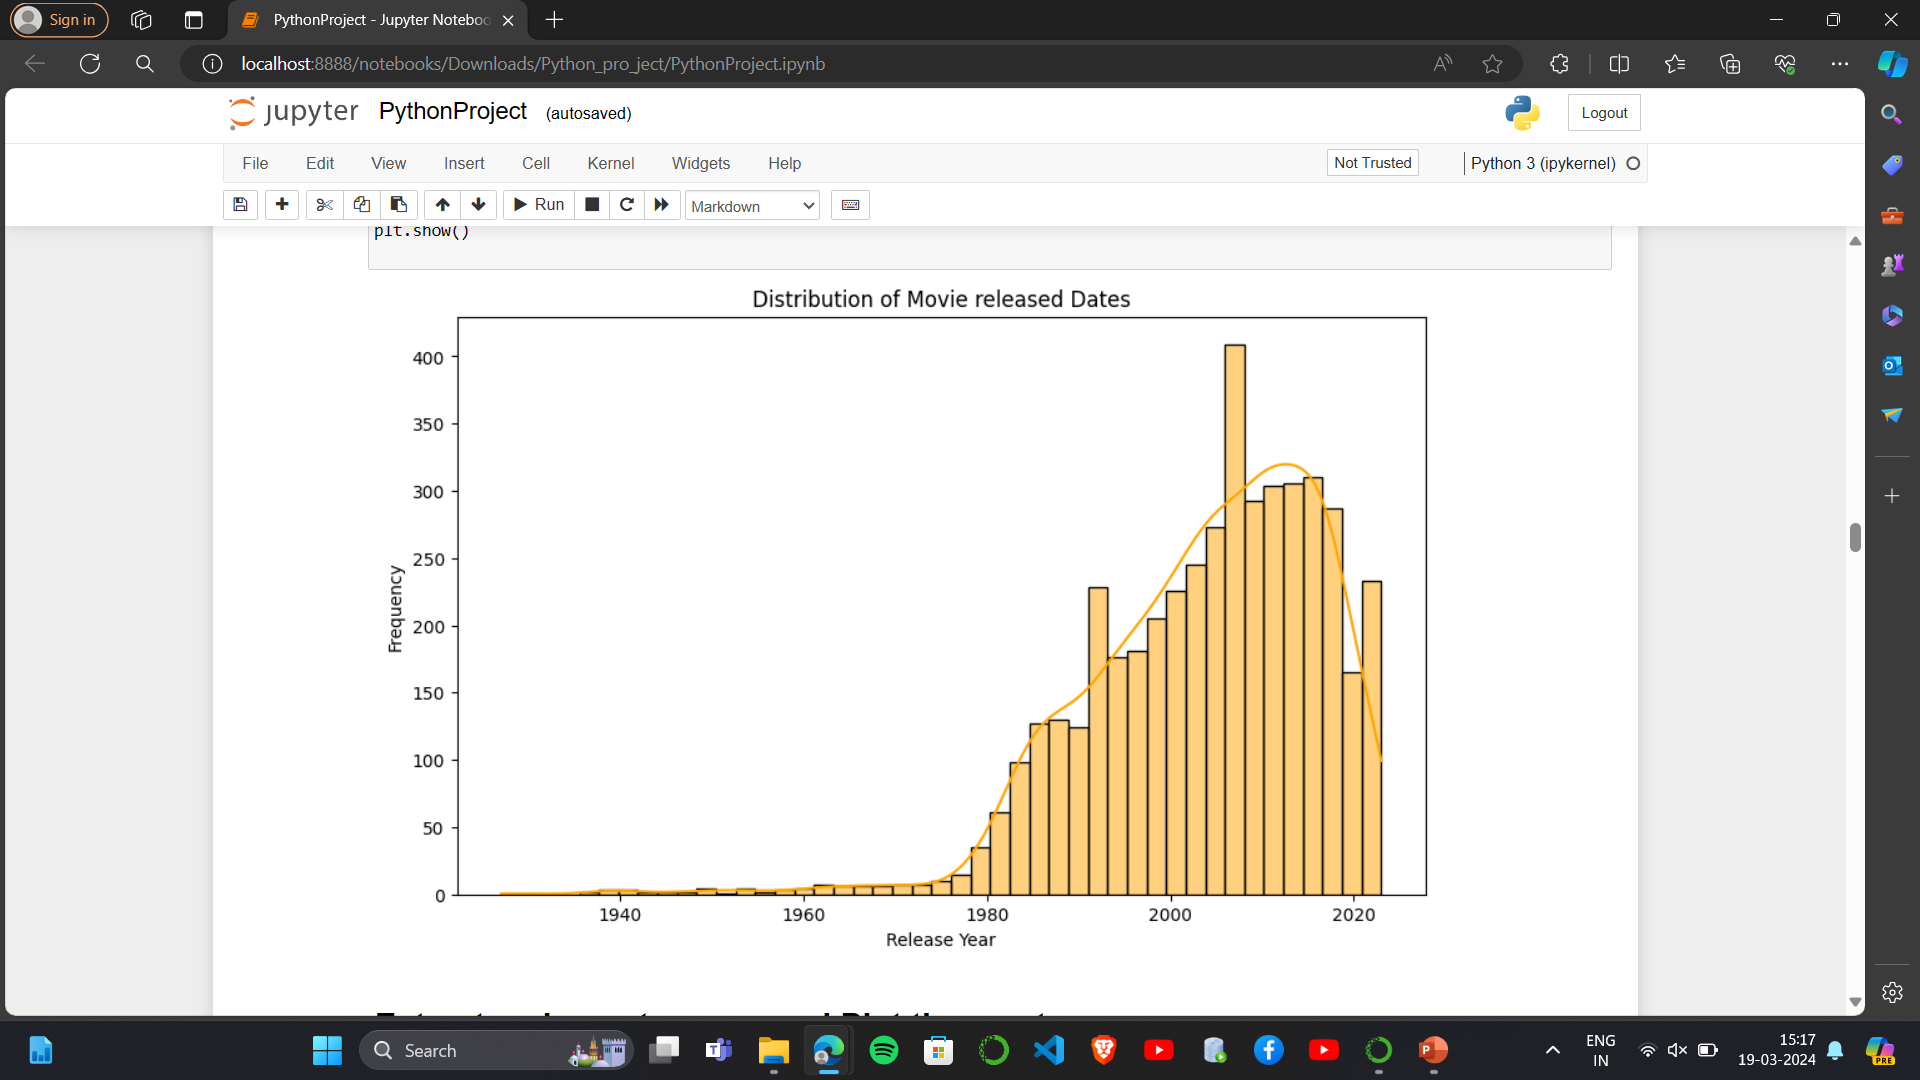 Sign in
PythonProject - Jupyter Noteboo
localhost:8888/notebooks/Downloads/Python_pro_ject/PythonProject.ipynb
jupyter PythonProject (autosaved)
Logout
File Edit View Insert Cell Kernel Widgets Help
Not Trusted Python 3 (ipykernel)
Run Markdown
plt.show()
Distribution of Movie released Dates
400
350
300
250
200
150
100
50
0
Frequency
1940 1960 1980 2000 2020
Release Year
Search
ENG
IN
15:17
19-03-2024
PRE